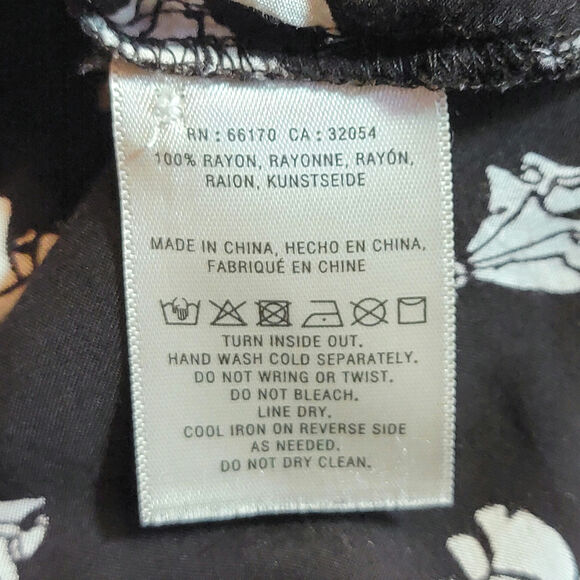 RN : 66170 CA : 32054
100% RAYON, RAYONNE, RAYÓN,
RAION, KUNSTSEIDE
MADE IN CHINA, HECHO EN CHINA.
FABRIQUÉ EN CHINE
TURN INSIDE OUT.
HAND WASH COLD SEPARATELY.
DO NOT WRING OR TWIST.
DO NOT BLEACH.
LINE DRY.
COOL IRON ON REVERSE SIDE
AS NEEDED.
DO NOT DRY CLEAN.